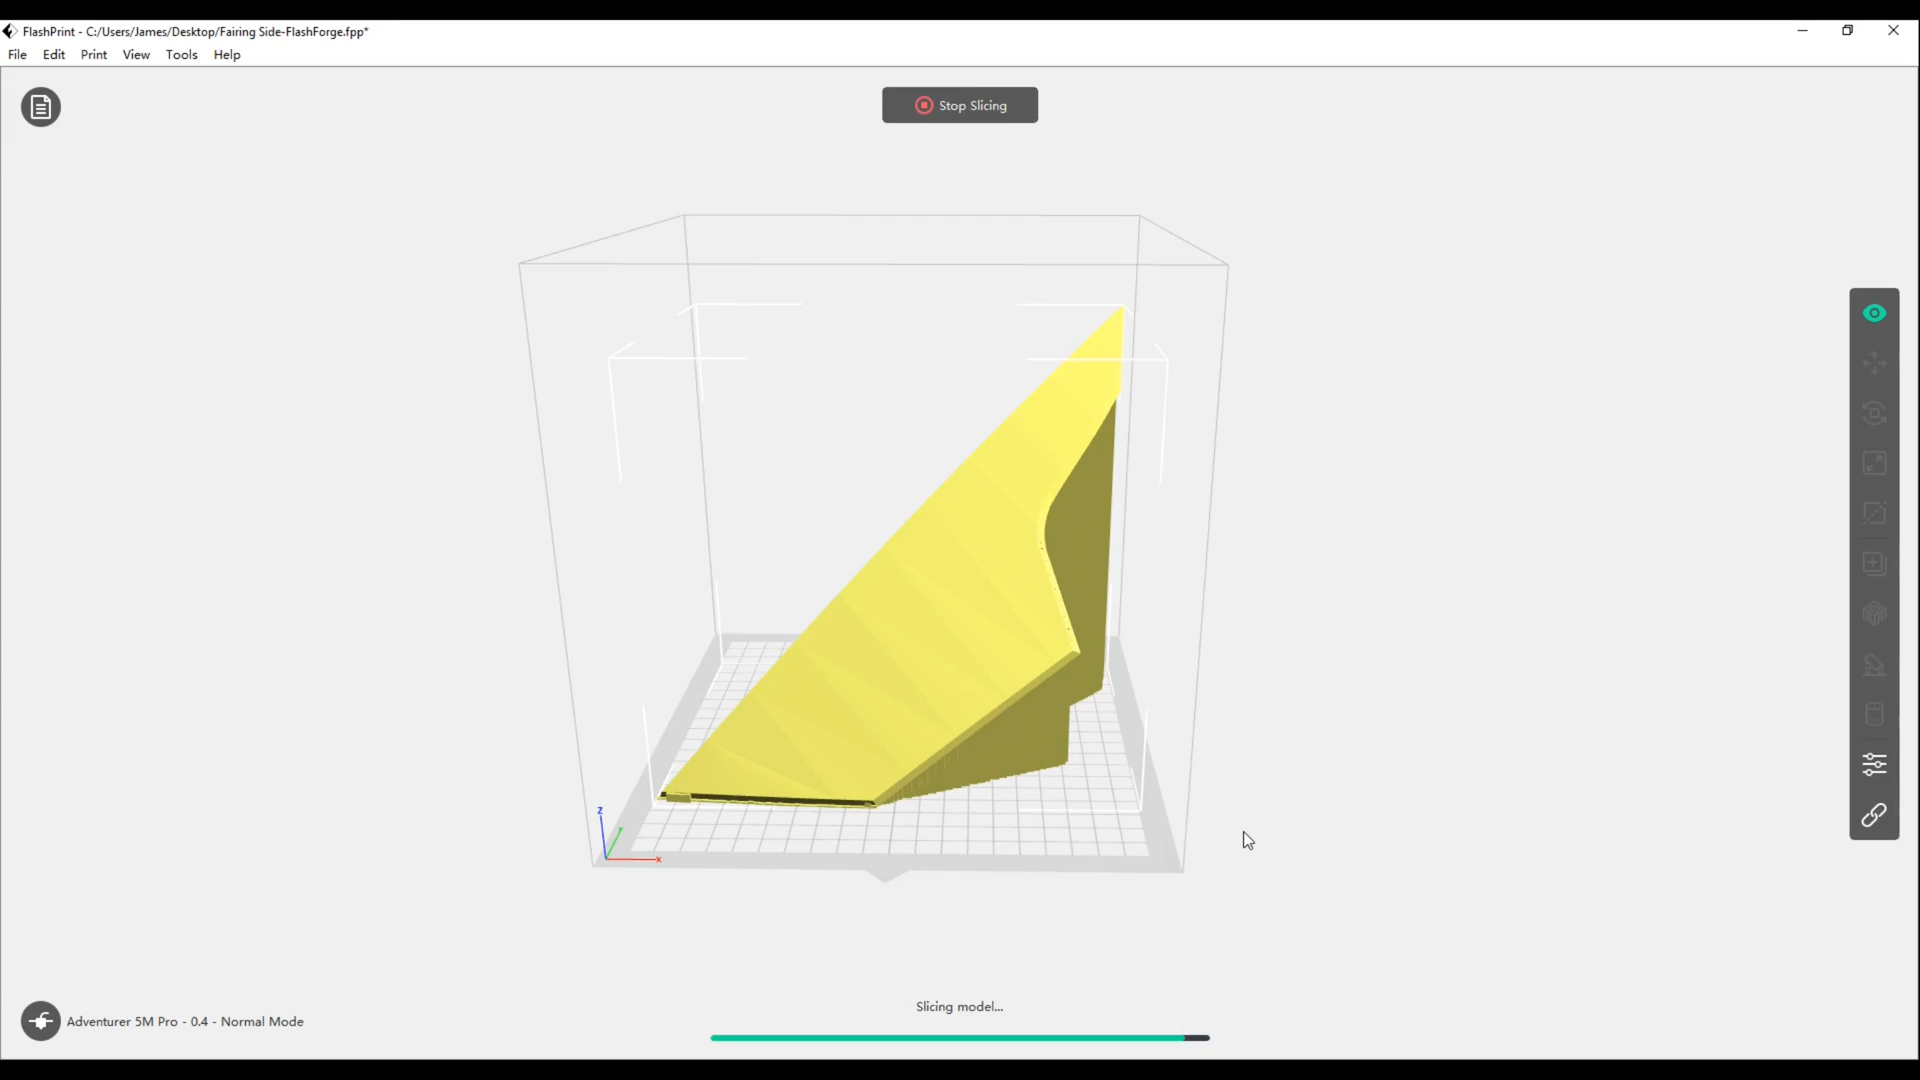 FlashPrint - C:/Users/James/Desktop/Fairing Side-FlashForge.fpp*
File Edit Print View Tools Help
Stop Slicing
z
y
x
Slicing model...
Adventurer 5M Pro - 0.4 - Normal Mode